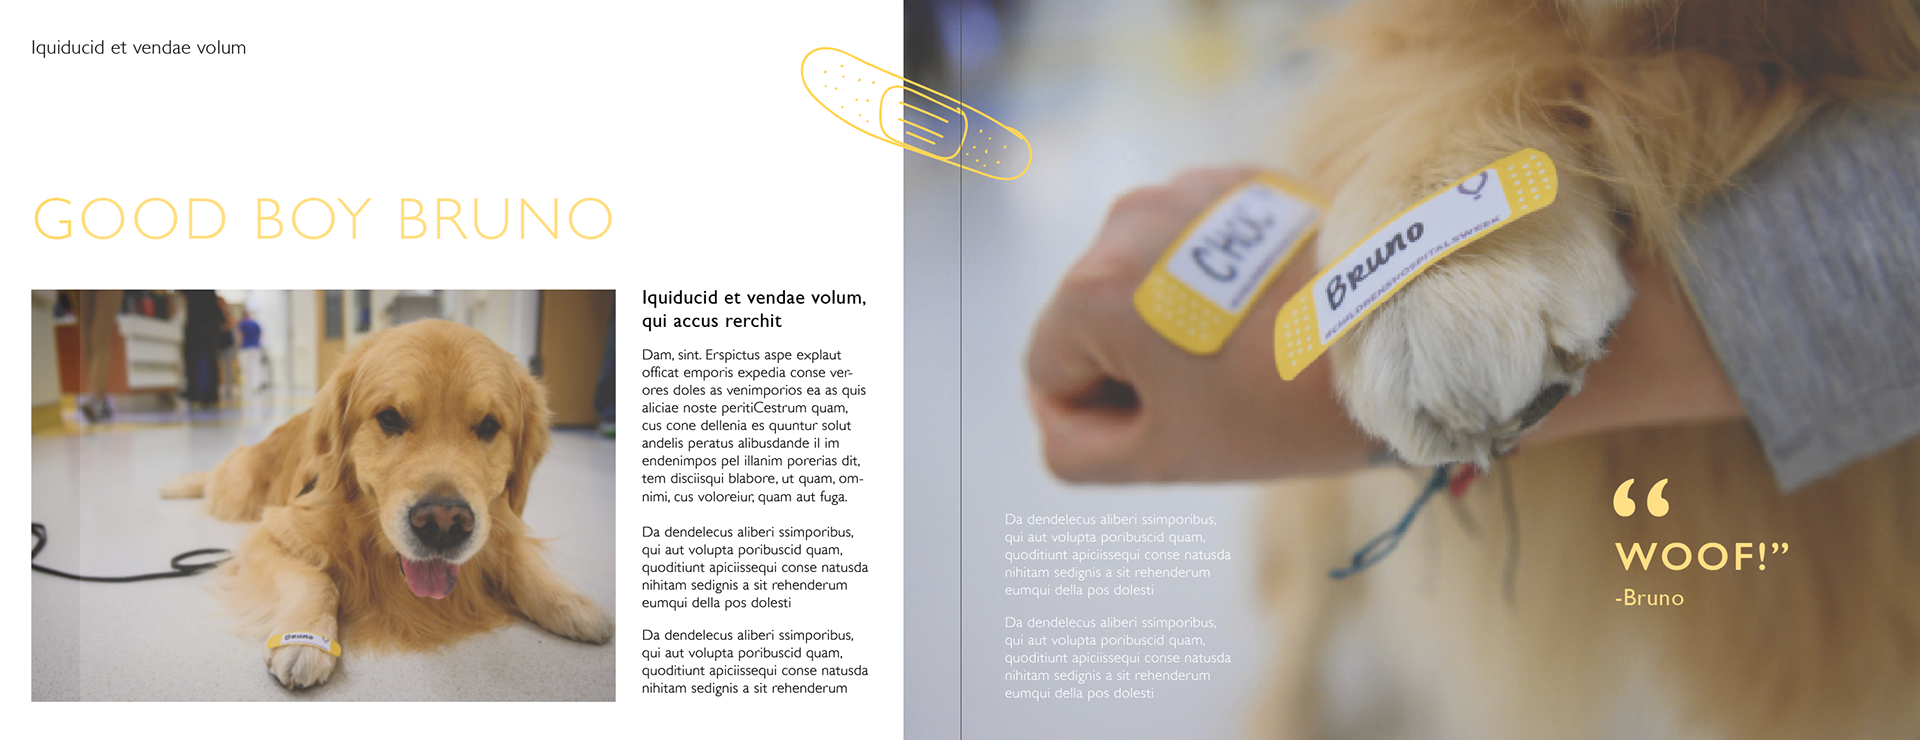 Iquiducid et vendae volum
GOOD BOY BRUNO
Bruno
Iquiducid et vendae volum,
qui accus rerchit
Dam, sint. Erspictus aspe explaut
officat emporis expedia conse ver-
ores doles as venimporios ea as quis
aliciae noste peritiCestrum quam,
cus cone dellenia es quuntur solut
andelis peratus alibusdande il im
endenimpos pel illanim porerias dit,
tem disciisqui blabore, ut quam, om-
nimi, cus voloreiur, quam aut fuga.
Da dendelecus aliberi ssimporibus,
qui aut volupta poribuscid quam,
quoditiunt apiciissequi conse natusda
nihitam sedignis a sit rehenderum
eumqui della pos dolesti
Da dendelecus aliberi ssimporibus,
qui aut volupta poribuscid quam,
quoditiunt apiciissequi conse natusda
nihitam sedignis a sit rehenderum
CHOC
Bruno
#CHILDRENSHOSPITALSWEEK
Da dendelecus aliberi ssimporibus,
qui aut volupta poribuscid quam,
quoditiunt apiciissequi conse natusda
nihitam sedignis a sit rehenderum
eumqui della pos dolesti
Da dendelecus aliberi ssimporibus,
qui aut volupta poribuscid quam,
quoditiunt apiciissequi conse natusda
nihitam sedignis a sit rehenderum
eumqui della pos dolesti
“
WOOF!”
-Bruno